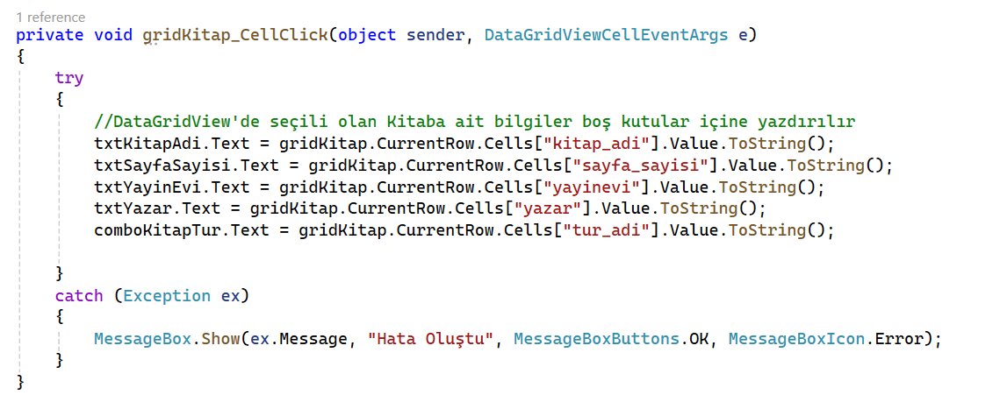 1 reference
private void gridKitap_CellClick(object sender, DataGridViewCellEventArgs e)
{
    try
    {
        //DataGridView'de seçili olan Kitaba ait bilgiler boş kutular içine yazdırılır
        txtKitapAdi.Text = gridKitap.CurrentRow.Cells["kitap_adi"].Value.ToString();
        txtSayfaSayisi.Text = gridKitap.CurrentRow.Cells["sayfa_sayisi"].Value.ToString();
        txtYayinEvi.Text = gridKitap.CurrentRow.Cells["yayinevi"].Value.ToString();
        txtYazar.Text = gridKitap.CurrentRow.Cells["yazar"].Value.ToString();
        comboKitapTur.Text = gridKitap.CurrentRow.Cells["tur_adi"].Value.ToString();
    }
    catch (Exception ex)
    {
        MessageBox.Show(ex.Message, "Hata Oluştu", MessageBoxButtons.OK, MessageBoxIcon.Error);
    }
}